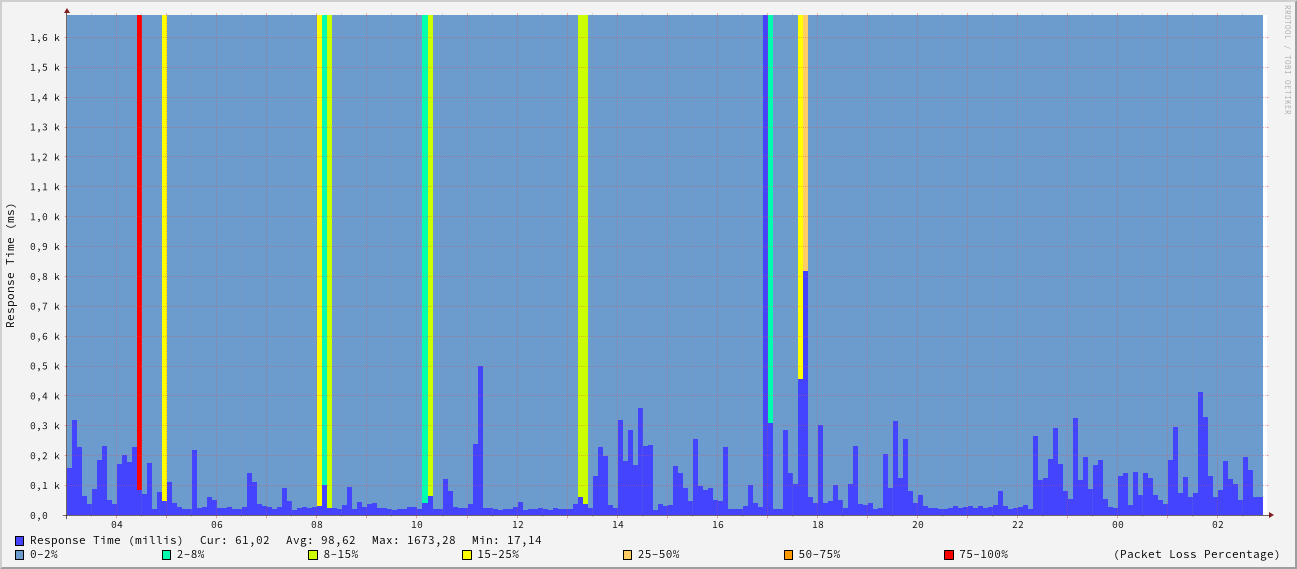 RRDTOOL / TOBI OETIKER
Response Time (ms)
1,6 k
1,5 k
1,4 k
1,3 k
1,2 k
1,1 k
1,0 k
0,9 k
0,8 k
0,7 k
0,6 k
0,5 k
0,4 k
0,3 k
0,2 k
0,1 k
0,0
04 06 08 10 12 14 16 18 20 22 00 02
Response Time (millis) Cur: 61,02 Avg: 98,62 Max: 1673,28 Min: 17,14
0-2% 2-8% 8-15% 15-25% 25-50% 50-75% 75-100% (Packet Loss Percentage)